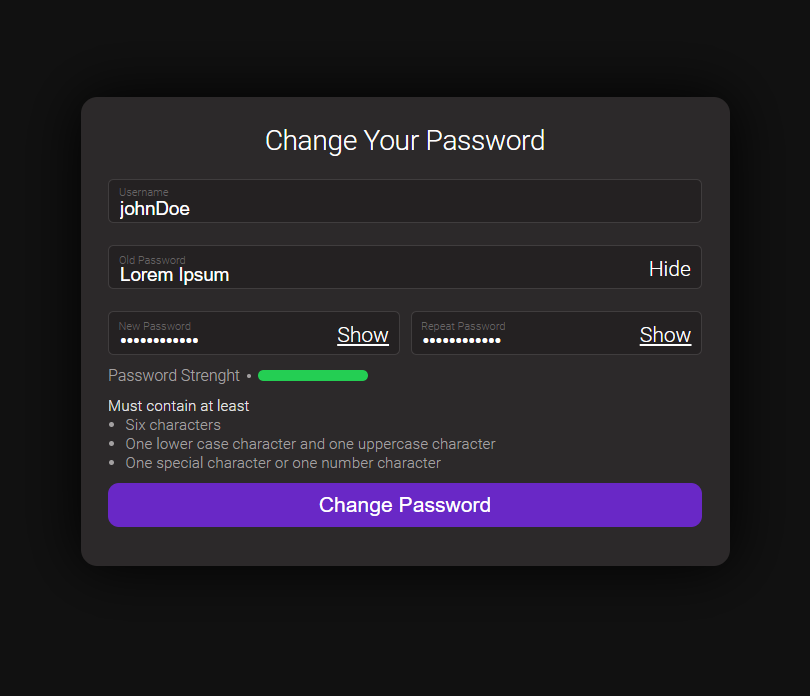 Change Your Password
Username
johnDoe
Old Password
Lorem Ipsum
Hide
New Password
••••••••••••
Show
Repeat Password
••••••••••••
Show
Password Strenght •
Must contain at least
• Six characters
• One lower case character and one uppercase character
• One special character or one number character
Change Password